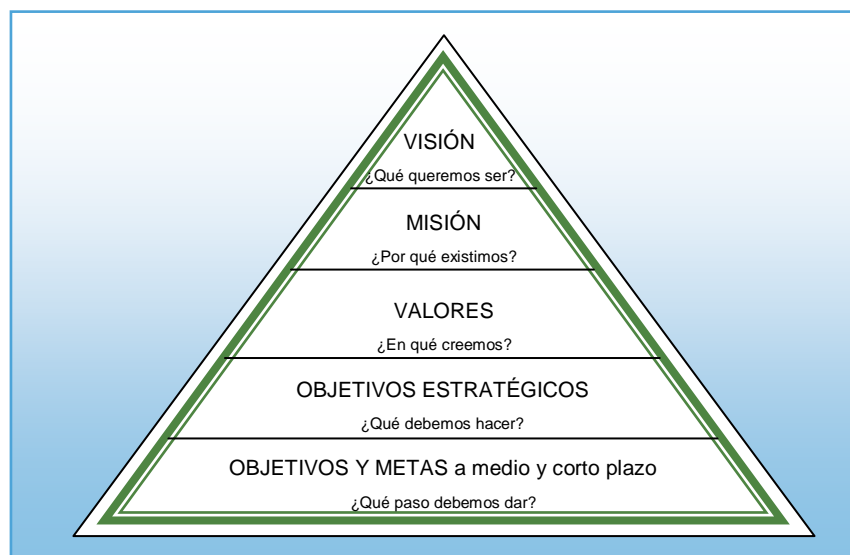 VISIÓN
¿Qué queremos ser?
MISIÓN
¿Por qué existimos?
VALORES
¿En qué creemos?
OBJETIVOS ESTRATÉGICOS
¿Qué debemos hacer?
OBJETIVOS Y METAS a medio y corto plazo
¿Qué paso debemos dar?